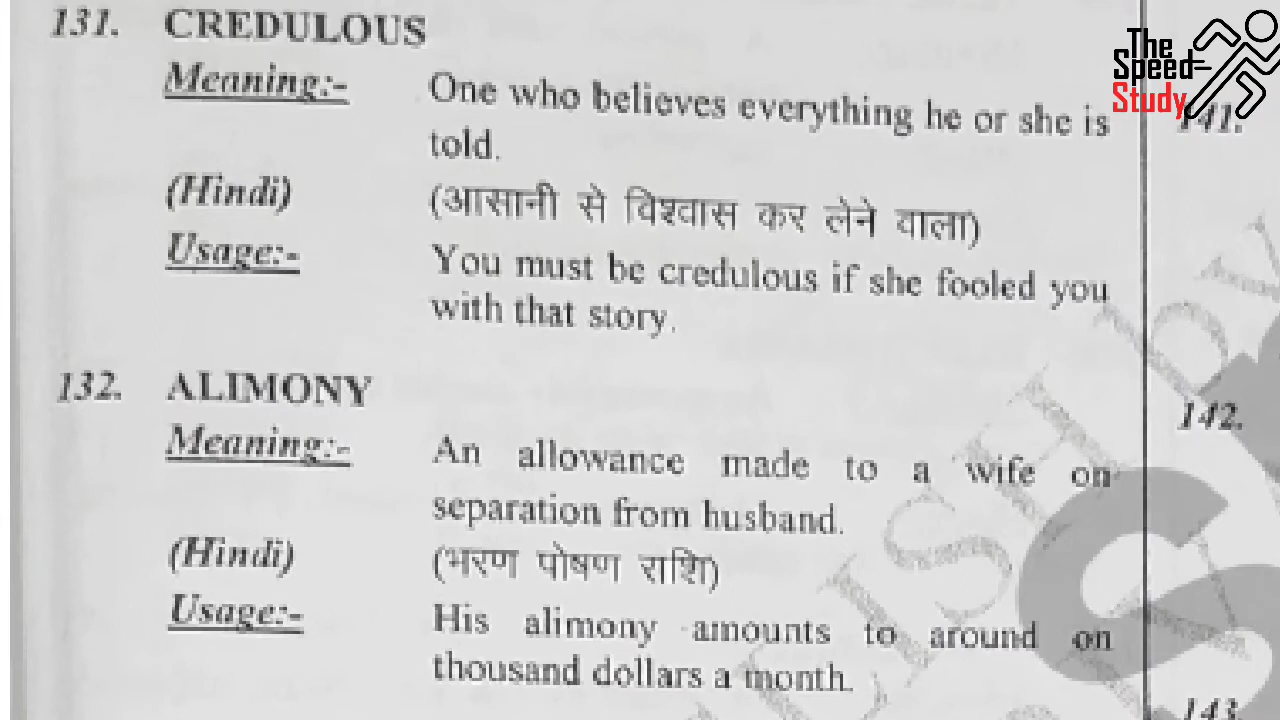 131. CREDULOUS
Meaning:- One who believes everything he or she is
told.
(Hindi) (आसानी से विश्वास कर लेने वाला)
Usage:- You must be credulous if she fooled you
with that story.
132. ALIMONY
Meaning:- An allowance made to a wife on
separation from husband.
(Hindi) (भरण पोषण राशि)
Usage:- His alimony amounts to around on
thousand dollars a month.
The
Speed
Study
141.
142.
143